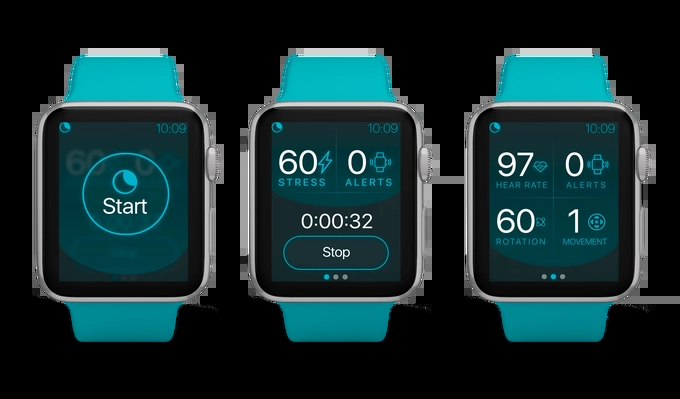 10:09
Start
10:09
60 0
STRESS ALERTS
0:00:32
Stop
10:09
97 0
HEAR RATE ALERTS
60 1
ROTATION MOVEMENT